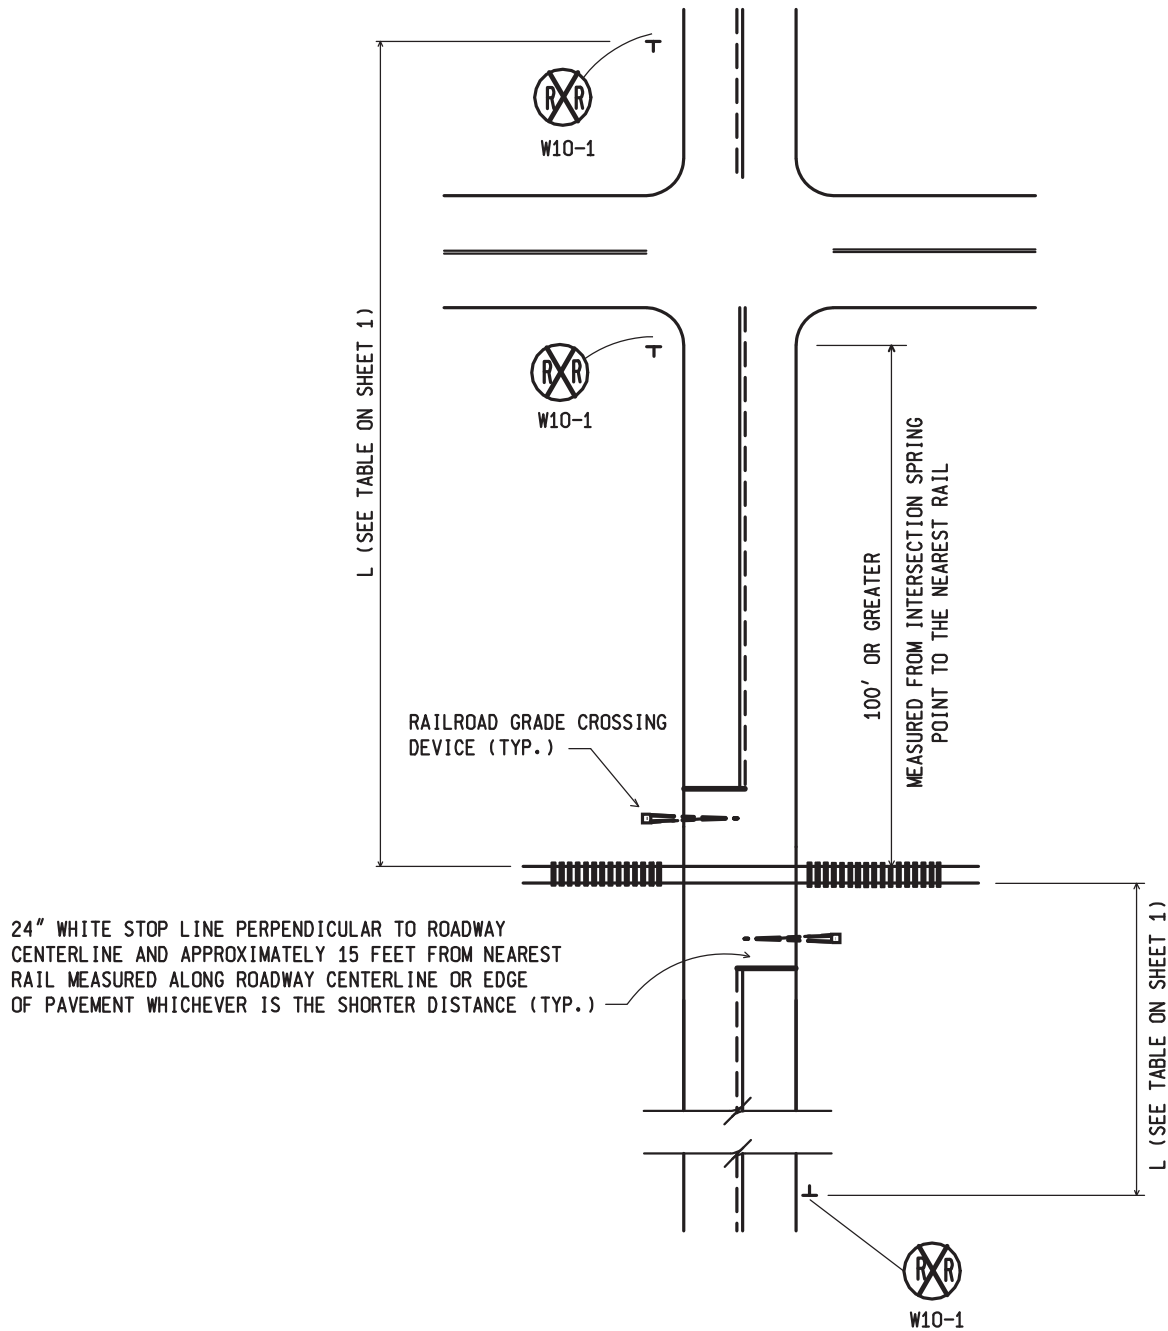 R R
W10-1
L (SEE TABLE ON SHEET 1)
R R
W10-1
100' OR GREATER
MEASURED FROM INTERSECTION SPRING
POINT TO THE NEAREST RAIL
RAILROAD GRADE CROSSING
DEVICE (TYP.)
24" WHITE STOP LINE PERPENDICULAR TO ROADWAY
CENTERLINE AND APPROXIMATELY 15 FEET FROM NEAREST
RAIL MEASURED ALONG ROADWAY CENTERLINE OR EDGE
OF PAVEMENT WHICHEVER IS THE SHORTER DISTANCE (TYP.)
L (SEE TABLE ON SHEET 1)
R R
W10-1